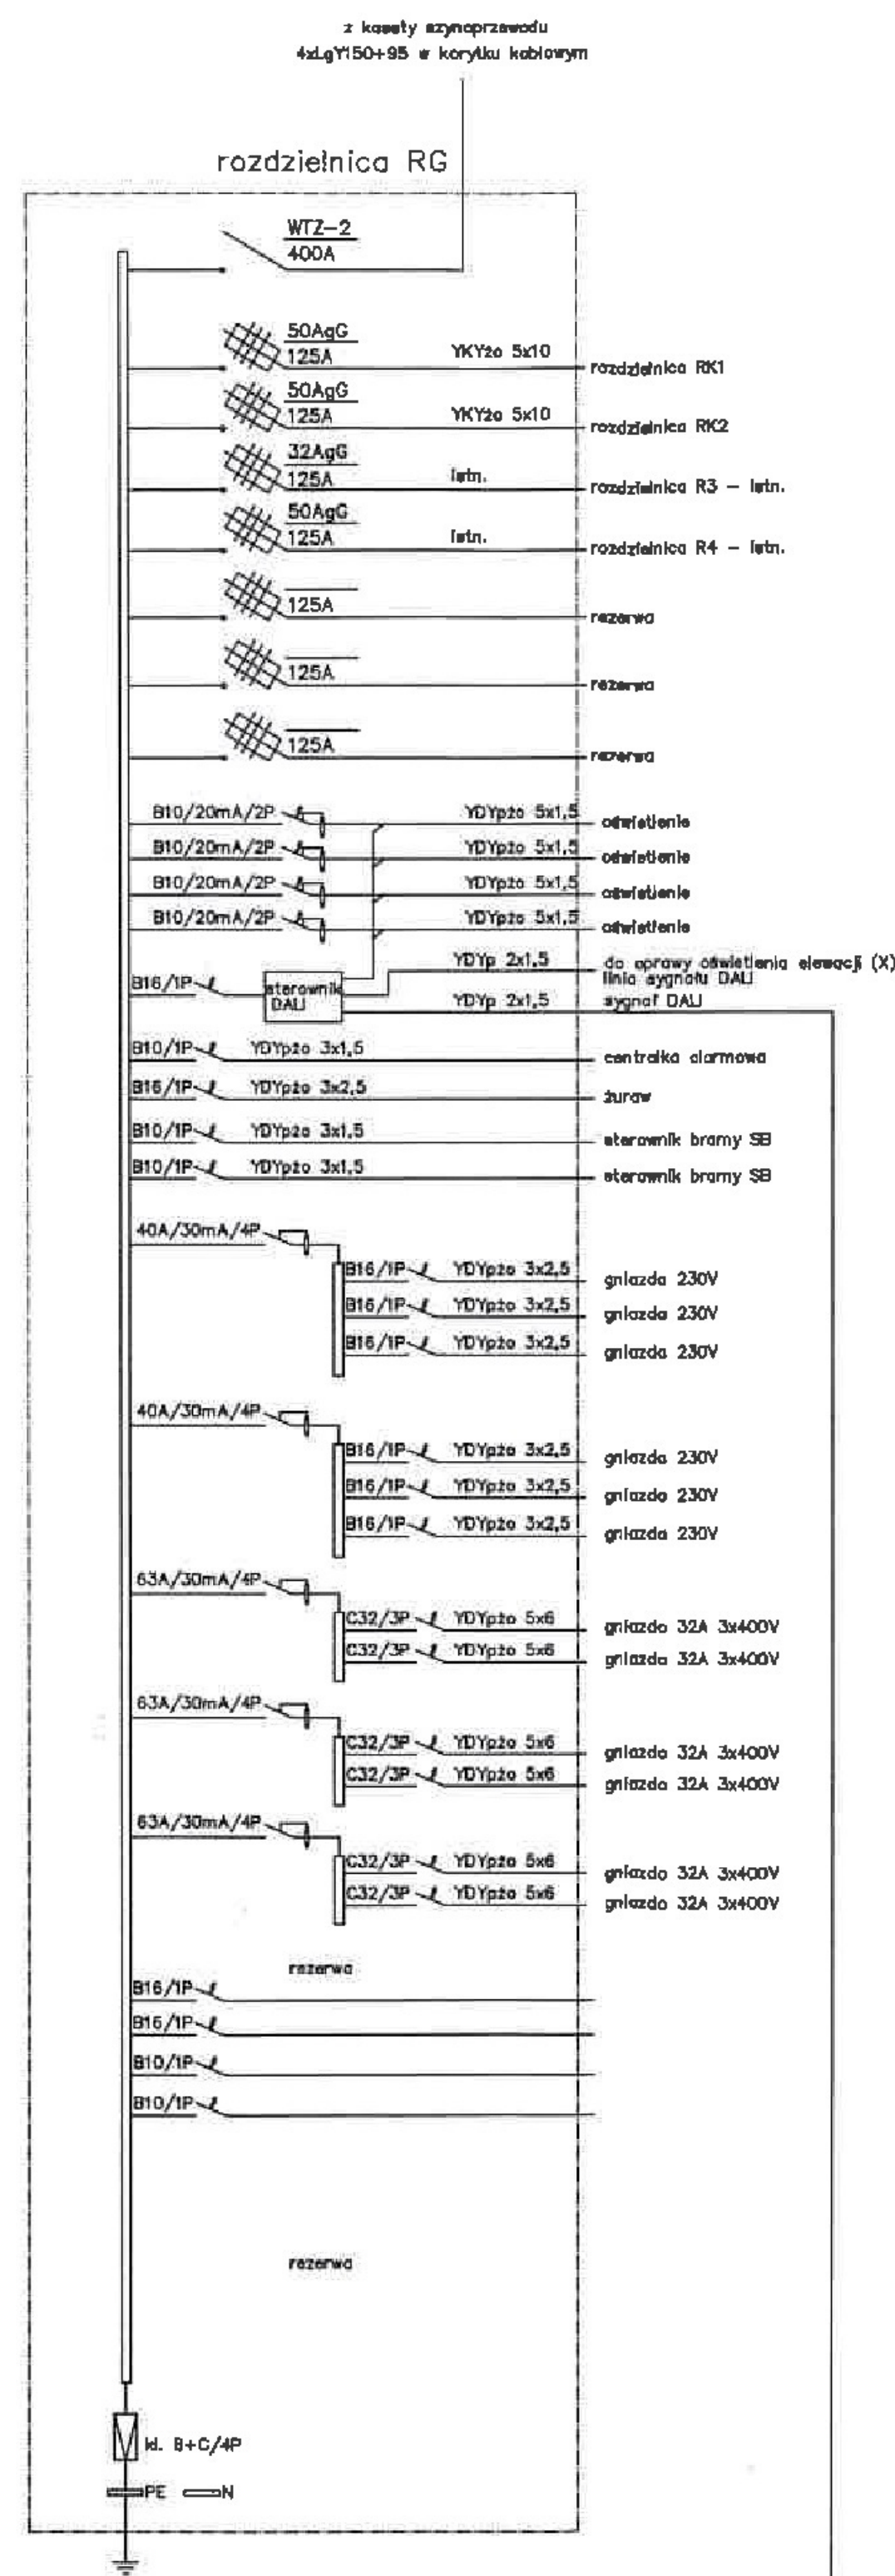 z kasety szynoprzewodu
4xLgY150+95 w korytku kablowym
rozdzielnica RG
WTZ-2
400A
50AgG
125A YKYżo 5x10 rozdzielnica RK1
50AgG
125A YKYżo 5x10 rozdzielnica RK2
32AgG
125A istn. rozdzielnica R3 - istn.
50AgG
125A istn. rozdzielnica R4 - istn.
125A rezerwa
125A rezerwa
125A rezerwa
B10/20mA/2P YDYpżo 5x1,5 oświetlenie
B10/20mA/2P YDYpżo 5x1,5 oświetlenie
B10/20mA/2P YDYpżo 5x1,5 oświetlenie
B10/20mA/2P YDYpżo 5x1,5 oświetlenie
YDYp 2x1,5 do oprawy oświetlenia elewacji (X)
linia sygnału DALI
B16/1P sterownik
DALI
YDYp 2x1,5 sygnał DALI
B10/1P YDYpżo 3x1,5 centralka alarmowa
B16/1P YDYpżo 3x2,5 żuraw
B10/1P YDYpżo 3x1,5 sterownik bramy SB
B10/1P YDYpżo 3x1,5 sterownik bramy SB
40A/30mA/4P
B16/1P YDYpżo 3x2,5 gniazda 230V
B16/1P YDYpżo 3x2,5 gniazda 230V
B16/1P YDYpżo 3x2,5 gniazda 230V
40A/30mA/4P
B16/1P YDYpżo 3x2,5 gniazda 230V
B16/1P YDYpżo 3x2,5 gniazda 230V
B16/1P YDYpżo 3x2,5 gniazda 230V
63A/30mA/4P
C32/3P YDYpżo 5x6 gniazdo 32A 3x400V
C32/3P YDYpżo 5x6 gniazdo 32A 3x400V
63A/30mA/4P
C32/3P YDYpżo 5x6 gniazdo 32A 3x400V
C32/3P YDYpżo 5x6 gniazdo 32A 3x400V
63A/30mA/4P
C32/3P YDYpżo 5x6 gniazdo 32A 3x400V
C32/3P YDYpżo 5x6 gniazdo 32A 3x400V
rezerwa
B16/1P
B16/1P
B10/1P
B10/1P
rezerwa
kl. B+C/4P
PE N